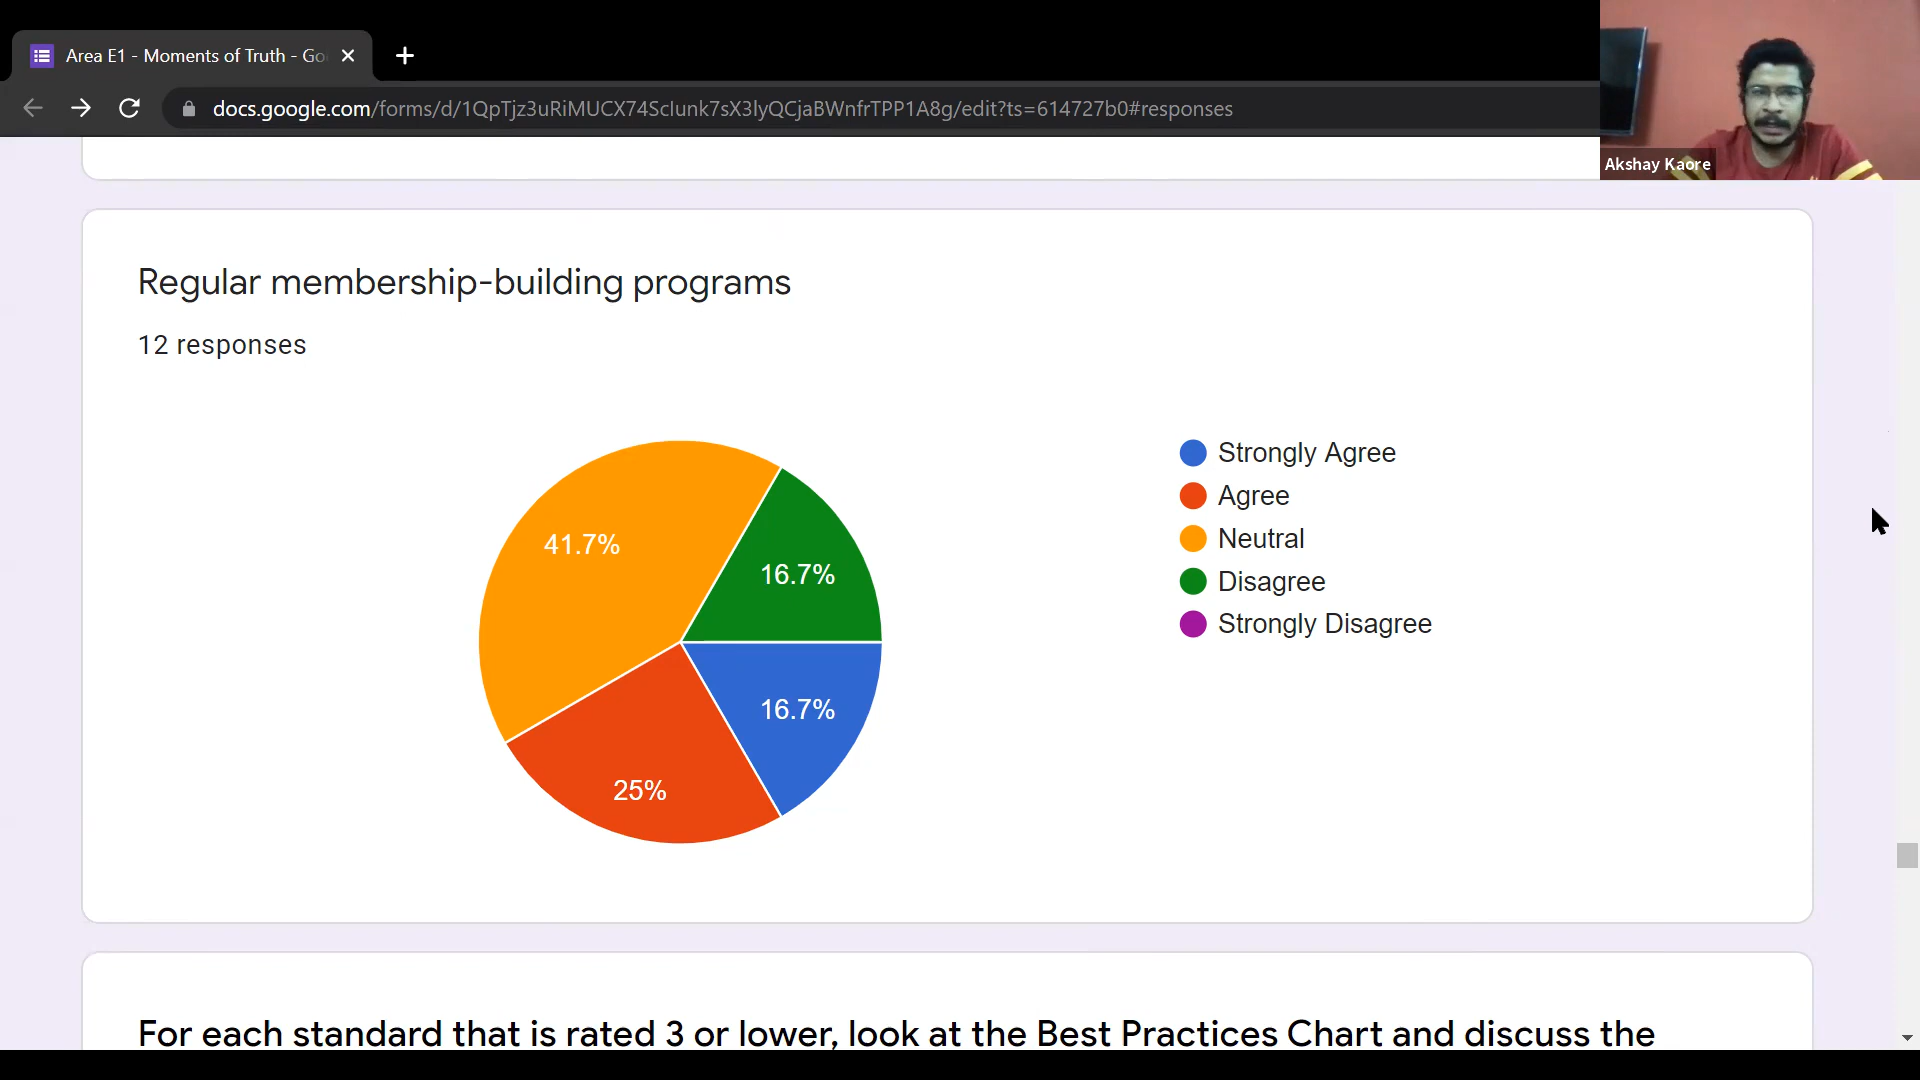 Area E1 - Moments of Truth - Go
docs.google.com/forms/d/1QpTjz3uRiMUCX74ScIunk7sX3lyQCjaBWnfrTPP1A8g/edit?ts=614727b0#responses
Akshay Kaore
Regular membership-building programs
12 responses
41.7%
16.7%
16.7%
25%
Strongly Agree
Agree
Neutral
Disagree
Strongly Disagree
For each standard that is rated 3 or lower, look at the Best Practices Chart and discuss the